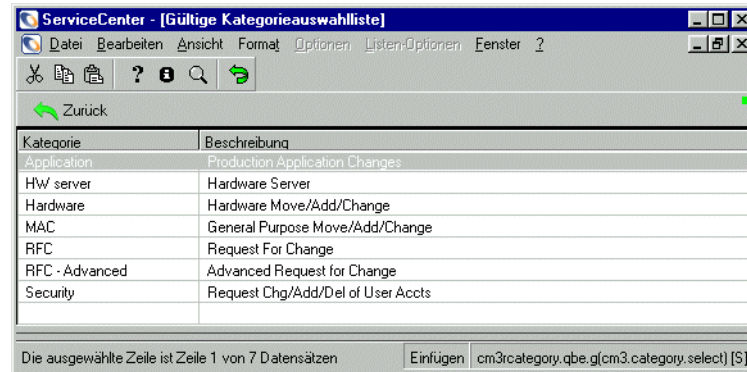 ServiceCenter - [Gültige Kategorieauswahlliste]
Datei Bearbeiten Ansicht Format Optionen Listen-Optionen Fenster ?
Zurück
Kategorie Beschreibung
Application Production Application Changes
HW server Hardware Server
Hardware Hardware Move/Add/Change
MAC General Purpose Move/Add/Change
RFC Request For Change
RFC - Advanced Advanced Request for Change
Security Request Chg/Add/Del of User Accts
Die ausgewählte Zeile ist Zeile 1 von 7 Datensätzen Einfügen cm3rcategory.qbe.g(cm3.category.select) [S]